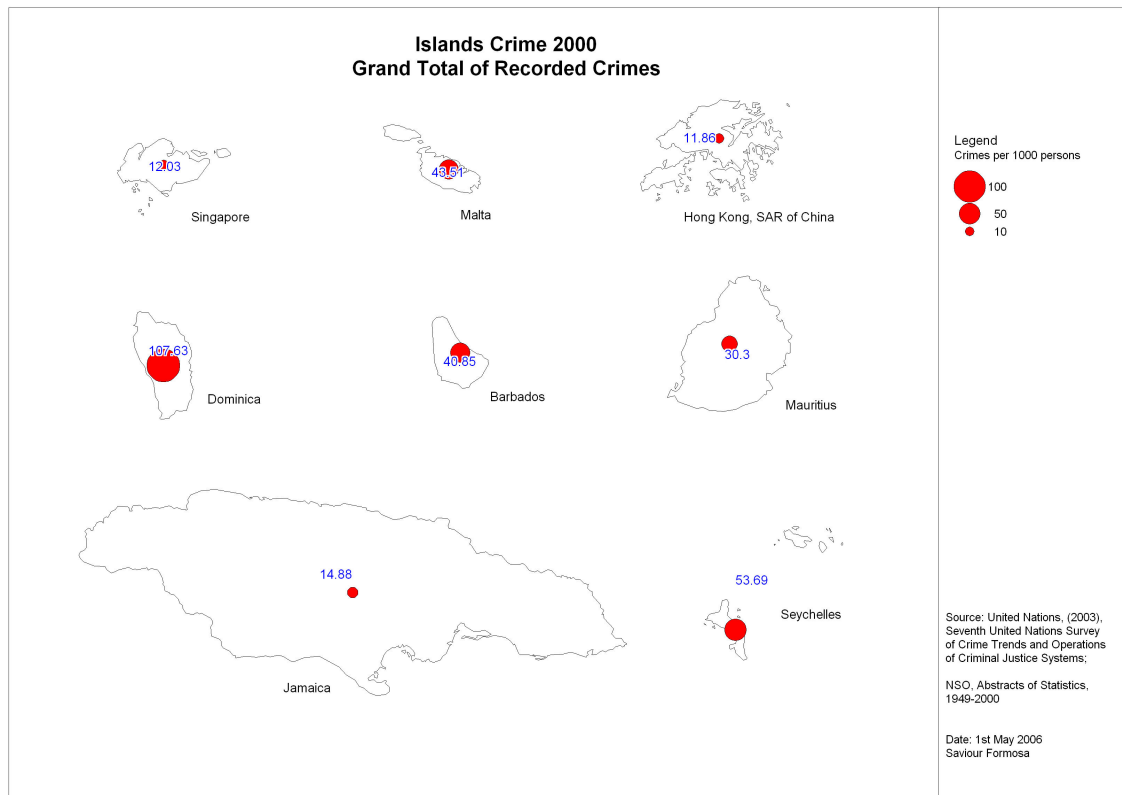 Islands Crime 2000
Grand Total of Recorded Crimes
12.03
Singapore
43.51
Malta
11.86
Hong Kong, SAR of China
Legend
Crimes per 1000 persons
100
50
10
107.63
Dominica
40.85
Barbados
30.3
Mauritius
14.88
Jamaica
53.69
Seychelles
Source: United Nations, (2003),
Seventh United Nations Survey
of Crime Trends and Operations
of Criminal Justice Systems;
NSO, Abstracts of Statistics,
1949-2000
Date: 1st May 2006
Saviour Formosa